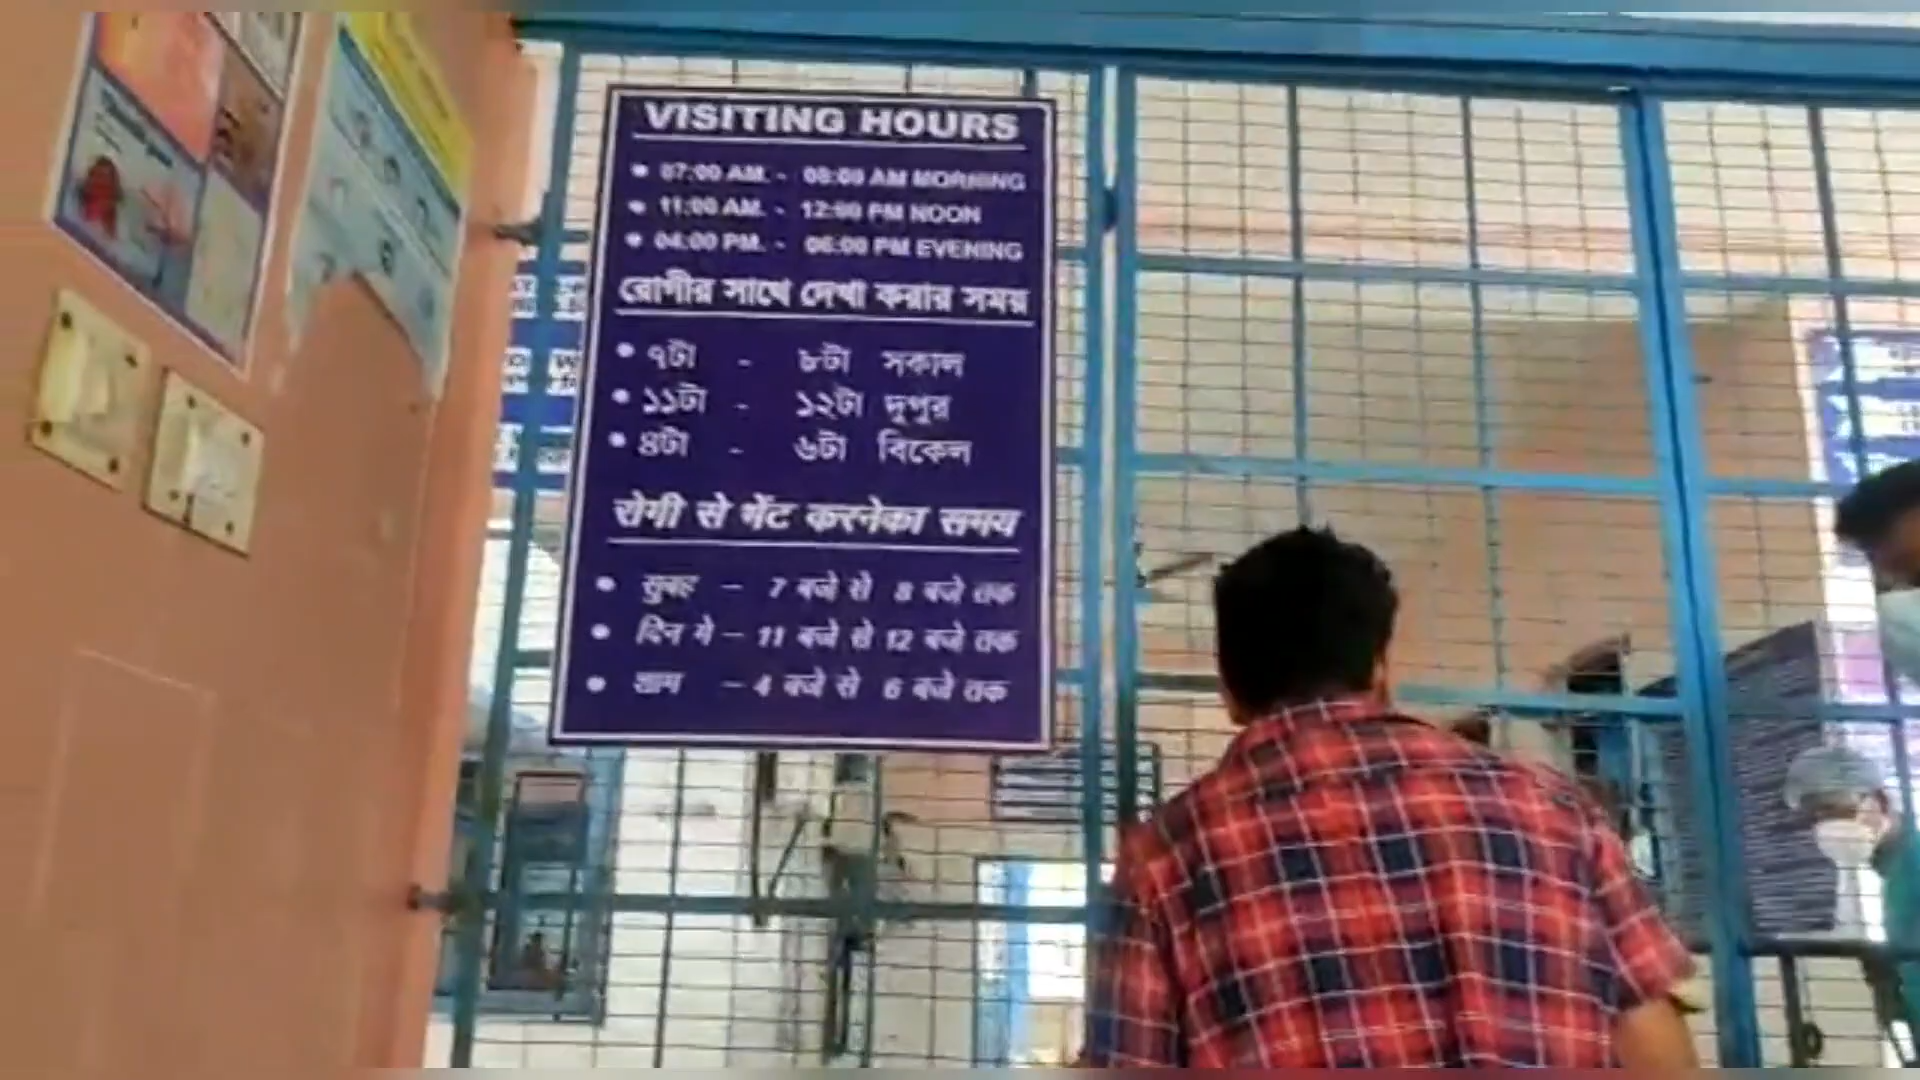 VISITING HOURS
• 07:00 AM. - 08:00 AM MORNING
• 11:00 AM. - 12:00 PM NOON
• 04:00 PM. - 06:00 PM EVENING
রোগীর সাথে দেখা করার সময়
• ৭টা - ৮টা সকাল
• ১১টা - ১২টা দুপুর
• ৪টা - ৬টা বিকেল
रोगी से भेंट करनेका समय
• सुबह – 7 बजे से 8 बजे तक
• दिन मे – 11 बजे से 12 बजे तक
• शाम – 4 बजे से 6 बजे तक